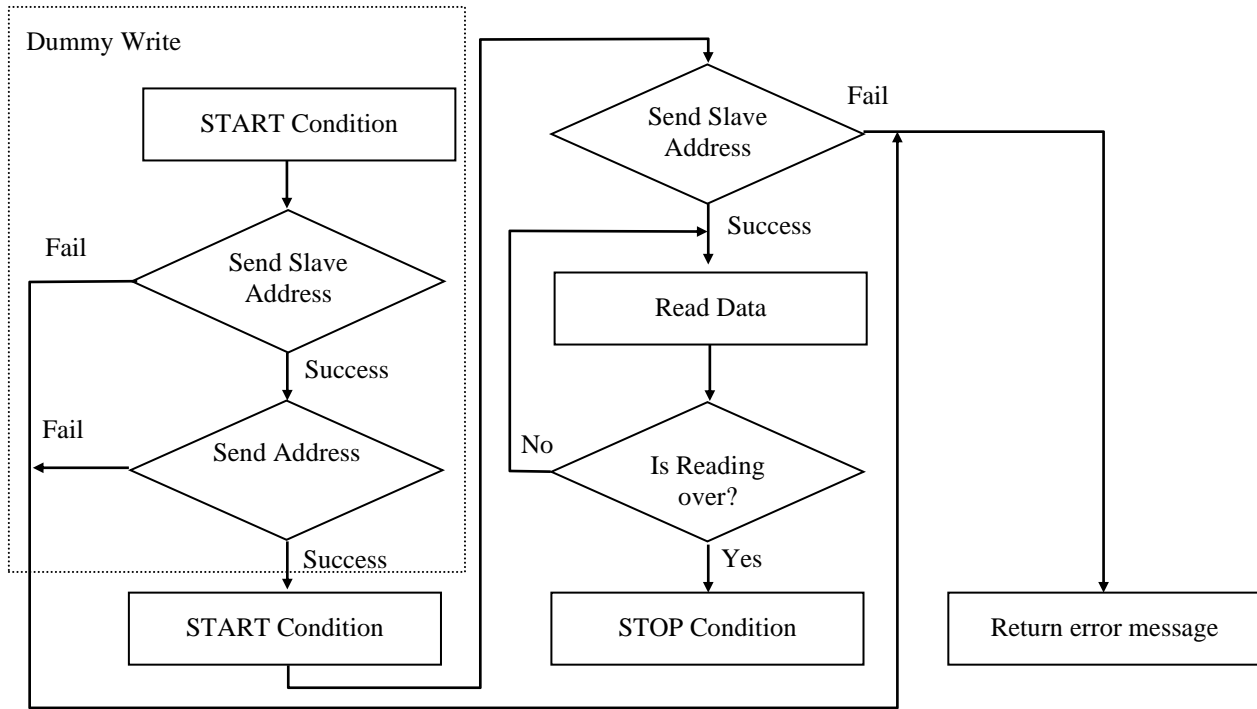 Dummy Write
START Condition
Fail
Send Slave
Address
Success
Fail
Send Address
Success
START Condition
Send Slave
Address
Fail
Success
Read Data
No
Is Reading
over?
Yes
STOP Condition
Return error message